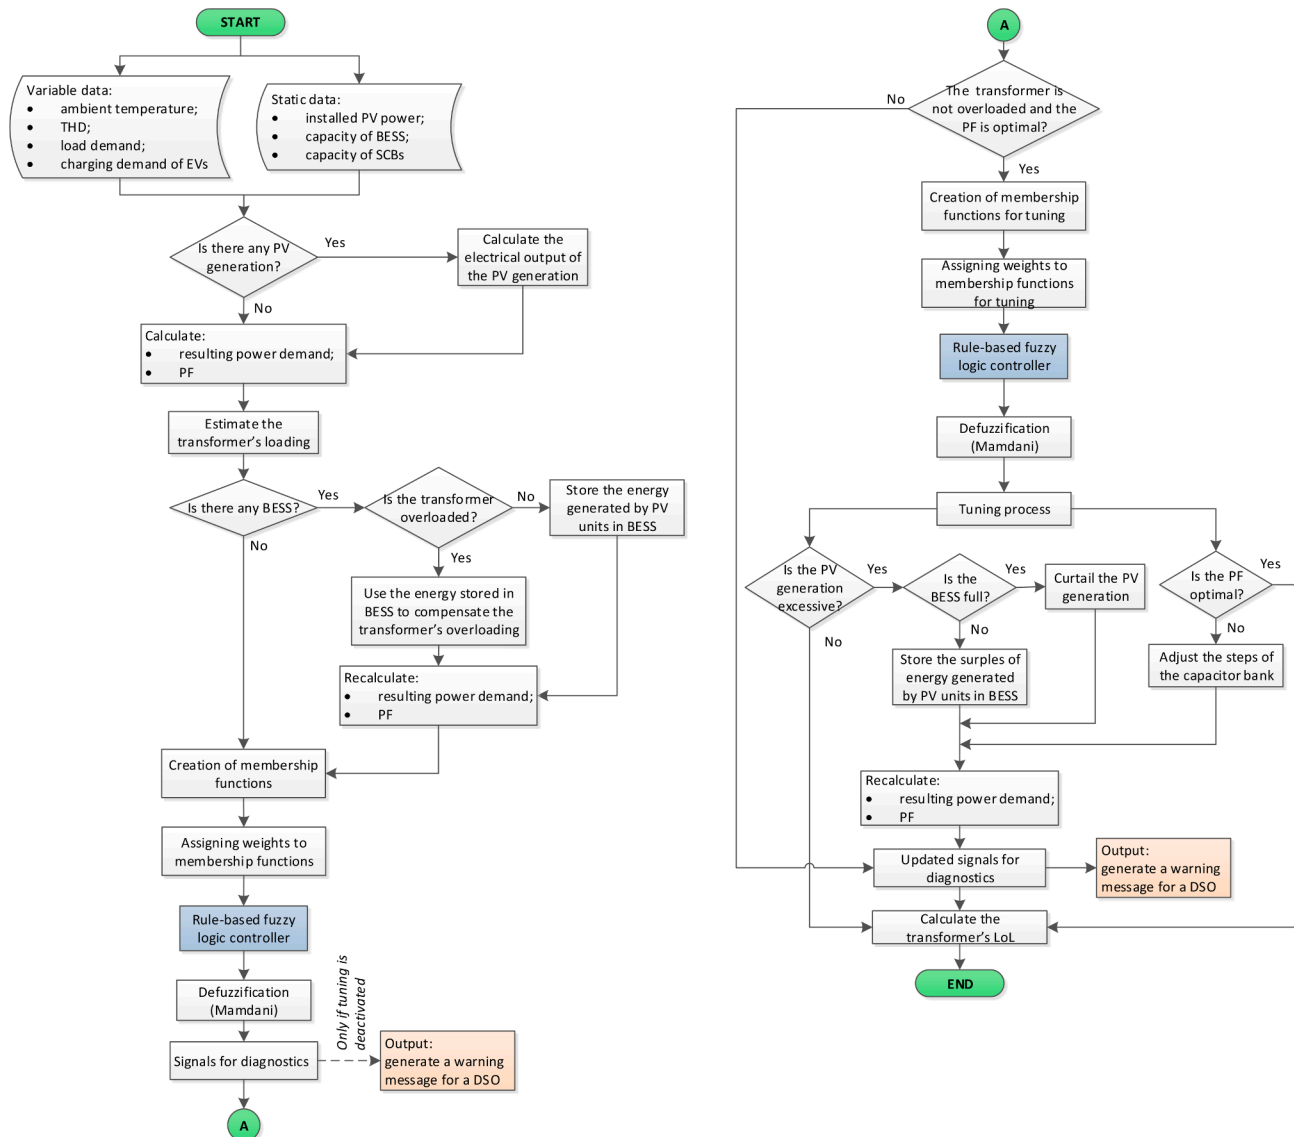 START
Variable data:
• ambient temperature;
• THD;
• load demand;
• charging demand of EVs
Static data:
• installed PV power;
• capacity of BESS;
• capacity of SCBs
Is there any PV
generation?
Yes
Calculate the
electrical output of
the PV generation
No
Calculate:
• resulting power demand;
• PF
Estimate the
transformer's loading
Is there any BESS?
Yes
Is the transformer
overloaded?
No
Store the energy
generated by PV
units in BESS
No
Yes
Use the energy stored in
BESS to compensate the
transformer's overloading
Recalculate:
• resulting power demand;
• PF
Creation of membership
functions
Assigning weights to
membership functions
Rule-based fuzzy
logic controller
Defuzzification
(Mamdani)
Signals for diagnostics
Only if tuning is
deactivated
Output:
generate a warning
message for a DSO
A
A
The transformer is
not overloaded and the
PF is optimal?
No
Yes
Creation of membership
functions for tuning
Assigning weights to
membership functions
for tuning
Rule-based fuzzy
logic controller
Defuzzification
(Mamdani)
Tuning process
Is the PV
generation
excessive?
Yes
Is the
BESS full?
Yes
Curtail the PV
generation
Is the PF
optimal?
Yes
No
No
No
Store the surples of
energy generated
by PV units in BESS
Adjust the steps of
the capacitor bank
Recalculate:
• resulting power demand;
• PF
Updated signals for
diagnostics
Output:
generate a warning
message for a DSO
Calculate the
transformer's LoL
END